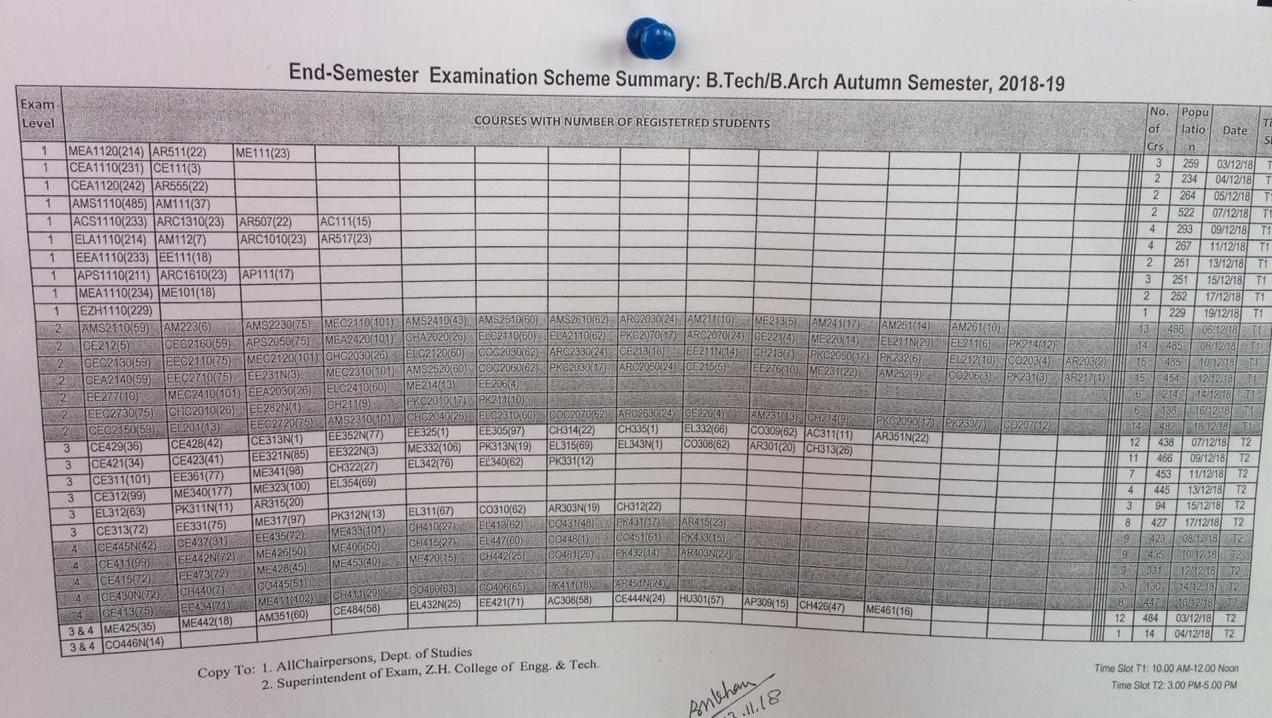 End-Semester Examination Scheme Summary: B.Tech/B.Arch Autumn Semester, 2018-19
Exam Level COURSES WITH NUMBER OF REGISTETRED STUDENTS No. of Crs Popu latio n Date
1 MEA1120(214) AR511(22) ME111(23) 3 259 03/12/18
1 CEA1110(231) CE111(3) 2 234 04/12/18
1 CEA1120(242) AR555(22) 2 264 05/12/18
1 AMS1110(485) AM111(37) 2 522 07/12/18 T1
1 ACS1110(233) ARC1310(23) AR507(22) AC111(15) 4 293 09/12/18 T1
1 ELA1110(214) AM112(7) ARC1010(23) AR517(23) 4 267 11/12/18 T1
1 EEA1110(233) EE111(18) 2 251 13/12/18 T1
1 APS1110(211) ARC1610(23) AP111(17) 3 251 15/12/18 T1
1 MEA1110(234) ME101(18) 2 252 17/12/18 T1
1 EZH1110(229) 1 229 19/12/18 T1
2 AMS2110(59) AM223(6) AMS2230(75) MEC2110(101) AMS2410(43) AMS2510(60) AMS2610(62) ARC2030(24) AM211(10) ME213(5) AM241(17) AM251(14) AM261(10) 13 486 06/12/18 T1
2 CE212(5) CEC2160(59) APS2050(75) MEA2420(101) CHA2020(26) ELC2110(60) ELA2110(62) PKC2070(17) ARC2070(24) CE221(4) ME220(14) EL211N(20) EL211(6) PK214(12) 14 485 08/12/18 T1
2 CEC2130(59) EEC2110(75) MEC2120(101) CHC2030(26) ELC2120(60) COC2030(62) ARC2330(24) CE213(18) EE211N(14) CH213(7) PKC2050(17) PK232(6) EL212(10) CO203(4) AR203(2) 15 485 10/12/18 T1
2 CEA2140(59) EEC2710(75) EE231N(3) MEC2310(101) AMS2520(60) COC2060(62) PKC2030(17) ARC2050(24) CE215(5) EE276(10) ME231(22) AM252(9) CO206(3) PK231(3) AR217(1) 15 454 12/12/18 T1
2 EE277(10) MEC2410(101) EEA2030(26) ELC2410(60) ME214(13) EE206(4) 6 214 14/12/18 T1
2 EEC2730(75) CHC2010(26) EE282N(1) CH211(9) PKC2010(17) PK211(10) 6 138 16/12/18 T1
2 CEC2150(59) EL201(13) EEC2720(75) AMS2310(101) CHC2040(26) ELC2310(60) COC2070(62) ARC2630(24) CE220(4) AM231(13) CH214(9) PKC2090(17) PK233(7) CO207(12) 14 482 18/12/18 T1
3 CE429(36) CE428(42) CE313N(1) EE352N(77) EE325(1) EE305(97) CH314(22) CH335(1) EL332(66) CO309(62) AC311(11) AR351N(22) 12 438 07/12/18 T2
3 CE421(34) CE423(41) EE321N(85) EE322N(3) ME332(106) PK313N(19) EL315(69) EL343N(1) CO308(62) AR301(20) CH313(26) 11 466 09/12/18 T2
3 CE311(101) EE361(77) ME341(98) CH322(27) EL342(76) EL340(62) PK331(12) 7 453 11/12/18 T2
3 CE312(99) ME340(177) ME323(100) EL354(69) 4 445 13/12/18 T2
3 EL312(63) PK311N(11) AR315(20) 3 94 15/12/18 T2
3 CE313(72) EE331(75) ME317(97) PK312N(13) EL311(67) CO310(62) AR303N(19) CH312(22) 8 427 17/12/18 T2
4 CE445N(42) CE437(31) EE435(72) ME433(101) CH410(27) EL418(62) CO431(48) PK431(17) AR415(23) 9 423 08/12/18 T2
4 CE411(99) EE442N(72) ME426(50) ME406(50) CH415(27) EL447(60) CO448(1) CO451(61) PK433(15) 9 435 10/12/18 T2
4 CE415(72) EE473(72) ME428(45) ME453(40) ME420(15) CH442(25) CO461(26) PK432(14) AR403N(22) 9 331 12/12/18 T2
4 CE430N(72) CH440(7) CO445(51) 3 130 14/12/18 T2
4 CE413(75) EE434(71) ME411(102) CH411(29) CO460(63) CO406(65) PK411(18) AR451N(24) 8 447 16/12/18 T2
3 & 4 ME425(35) ME442(18) AM351(60) CE484(58) EL432N(25) EE421(71) AC308(58) CE444N(24) HU301(57) AP309(15) CH426(47) ME461(16) 12 484 03/12/18 T2
3 & 4 CO446N(14) 1 14 04/12/18 T2
Copy To: 1. AllChairpersons, Dept. of Studies
2. Superintendent of Exam, Z.H. College of Engg. & Tech.
Time Slot T1: 10.00 AM-12.00 Noon
Time Slot T2: 3.00 PM-5.00 PM